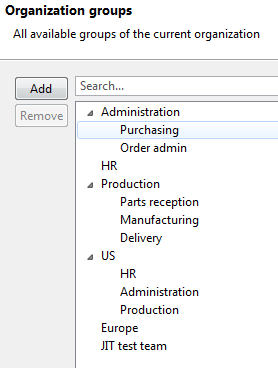 Organization groups
All available groups of the current organization
Add
Search...
Remove
Administration
Purchasing
Order admin
HR
Production
Parts reception
Manufacturing
Delivery
US
HR
Administration
Production
Europe
JIT test team